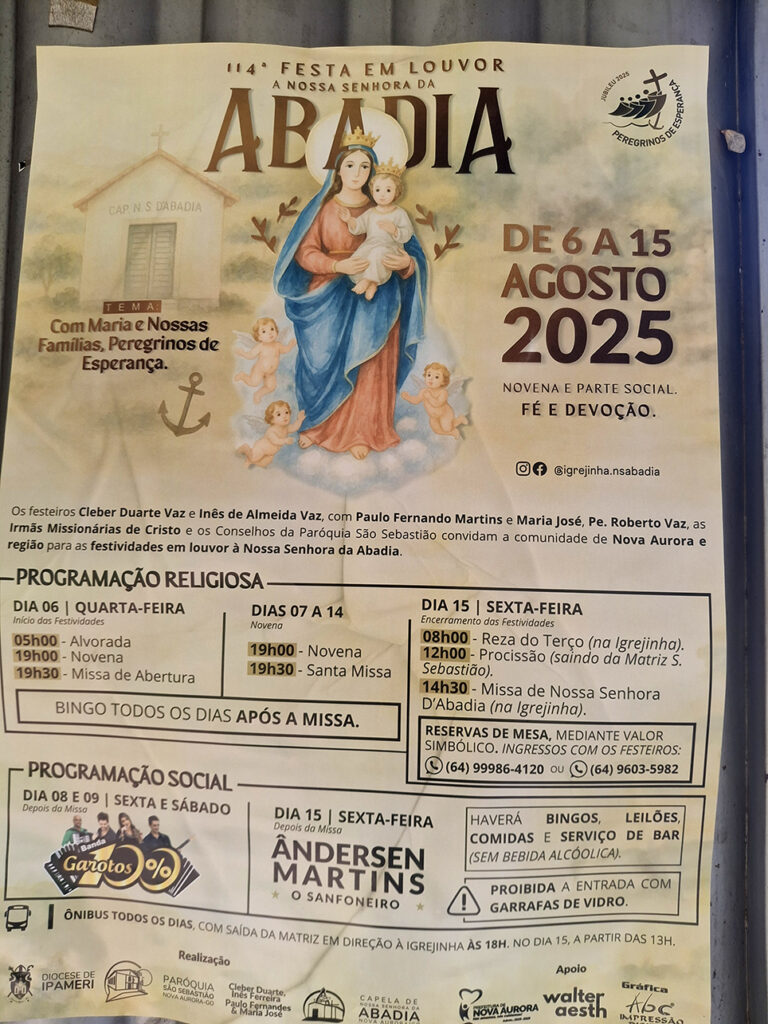 114ª FESTA EM LOUVOR
A NOSSA SENHORA DA
ABADIA
JUBILEU 2025
PEREGRINOS DE ESPERANÇA
CAP. N. S. D'ABADIA
DE 6 A 15
AGOSTO
2025
TEMA:
Com Maria e Nossas
Famílias, Peregrinos de
Esperança.
NOVENA E PARTE SOCIAL.
FÉ E DEVOÇÃO.
@igrejinha.nsabadia
Os festeiros Cleber Duarte Vaz e Inês de Almeida Vaz, com Paulo Fernando Martins e Maria José, Pe. Roberto Vaz, as
Irmãs Missionárias de Cristo e os Conselhos da Paróquia São Sebastião convidam a comunidade de Nova Aurora e
região para as festividades em louvor à Nossa Senhora da Abadia.
PROGRAMAÇÃO RELIGIOSA
DIA 06 | QUARTA-FEIRA
Início das Festividades
05h00 - Alvorada
19h00 - Novena
19h30 - Missa de Abertura
DIAS 07 A 14
Novena
19h00 - Novena
19h30 - Santa Missa
BINGO TODOS OS DIAS APÓS A MISSA.
DIA 15 | SEXTA-FEIRA
Encerramento das Festividades
08h00 - Reza do Terço (na Igrejinha).
12h00 - Procissão (saindo da Matriz S.
Sebastião).
14h30 - Missa de Nossa Senhora
D'Abadia (na Igrejinha).
RESERVAS DE MESA, MEDIANTE VALOR
SIMBÓLICO. INGRESSOS COM OS FESTEIROS:
(64) 99986-4120 OU (64) 9603-5982
PROGRAMAÇÃO SOCIAL
DIA 08 E 09 | SEXTA E SÁBADO
Depois da Missa
Banda
Garotos 100%
DIA 15 | SEXTA-FEIRA
Depois da Missa
ÂNDERSEN
MARTINS
O SANFONEIRO
HAVERÁ BINGOS, LEILÕES,
COMIDAS E SERVIÇO DE BAR
(SEM BEBIDA ALCÓOLICA).
PROIBIDA A ENTRADA COM
GARRAFAS DE VIDRO.
ÔNIBUS TODOS OS DIAS, COM SAÍDA DA MATRIZ EM DIREÇÃO À IGREJINHA ÀS 18H. NO DIA 15, A PARTIR DAS 13H.
Realização
DIOCESE DE
IPAMERI
PARÓQUIA
SÃO SEBASTIÃO
NOVA AURORA-GO
Cleber Duarte,
Inês Ferreira
Paulo Fernandes
& Maria José
CAPELA DE
NOSSA SENHORA DA
ABADIA
NOVA AURORA
Apoio
PREFEITURA DE
NOVA AURORA
walter
aesth
Gráfica
Abc
IMPRESSÃO